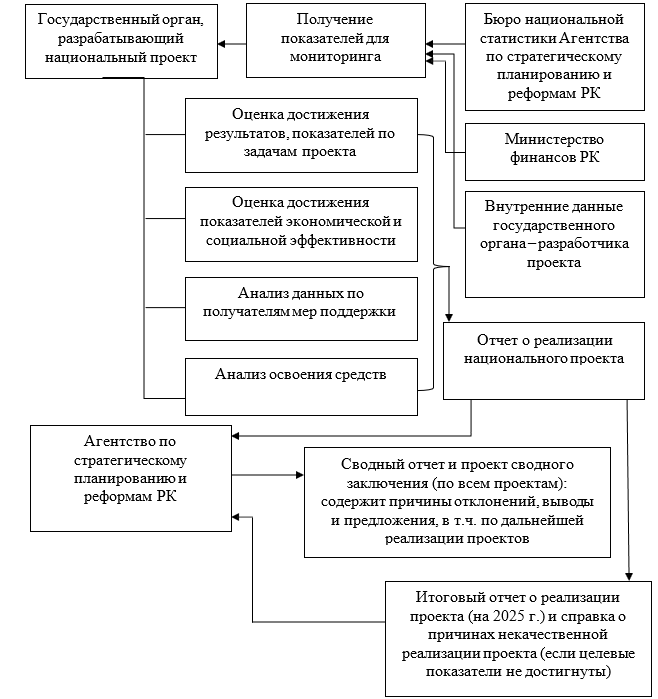 Государственный орган,
разрабатывающий
национальный проект
Получение
показателей для
мониторинга
Бюро национальной
статистики Агентства
по стратегическому
планированию и
реформам РК
Министерство
финансов РК
Внутренние данные
государственного
органа – разработчика
проекта
Оценка достижения
результатов, показателей по
задачам проекта
Оценка достижения
показателей экономической и
социальной эффективности
Анализ данных по
получателям мер поддержки
Анализ освоения средств
Отчет о реализации
национального проекта
Агентство по
стратегическому
планированию и
реформам РК
Сводный отчет и проект сводного
заключения (по всем проектам):
содержит причины отклонений, выводы
и предложения, в т.ч. по дальнейшей
реализации проектов
Итоговый отчет о реализации
проекта (на 2025 г.) и справка о
причинах некачественной
реализации проекта (если целевые
показатели не достигнуты)